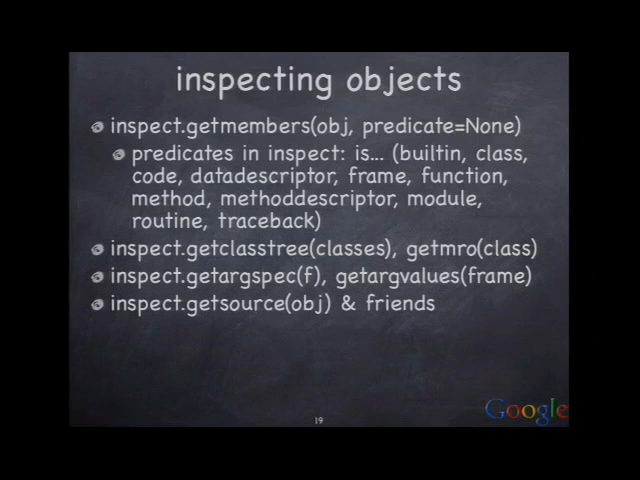 inspecting objects
inspect.getmembers(obj, predicate=None)
predicates in inspect: is... (builtin, class,
code, datadescriptor, frame, function,
method, methoddescriptor, module,
routine, traceback)
inspect.getclasstree(classes), getmro(class)
inspect.getargspec(f), getargvalues(frame)
inspect.getsource(obj) & friends
Google
19